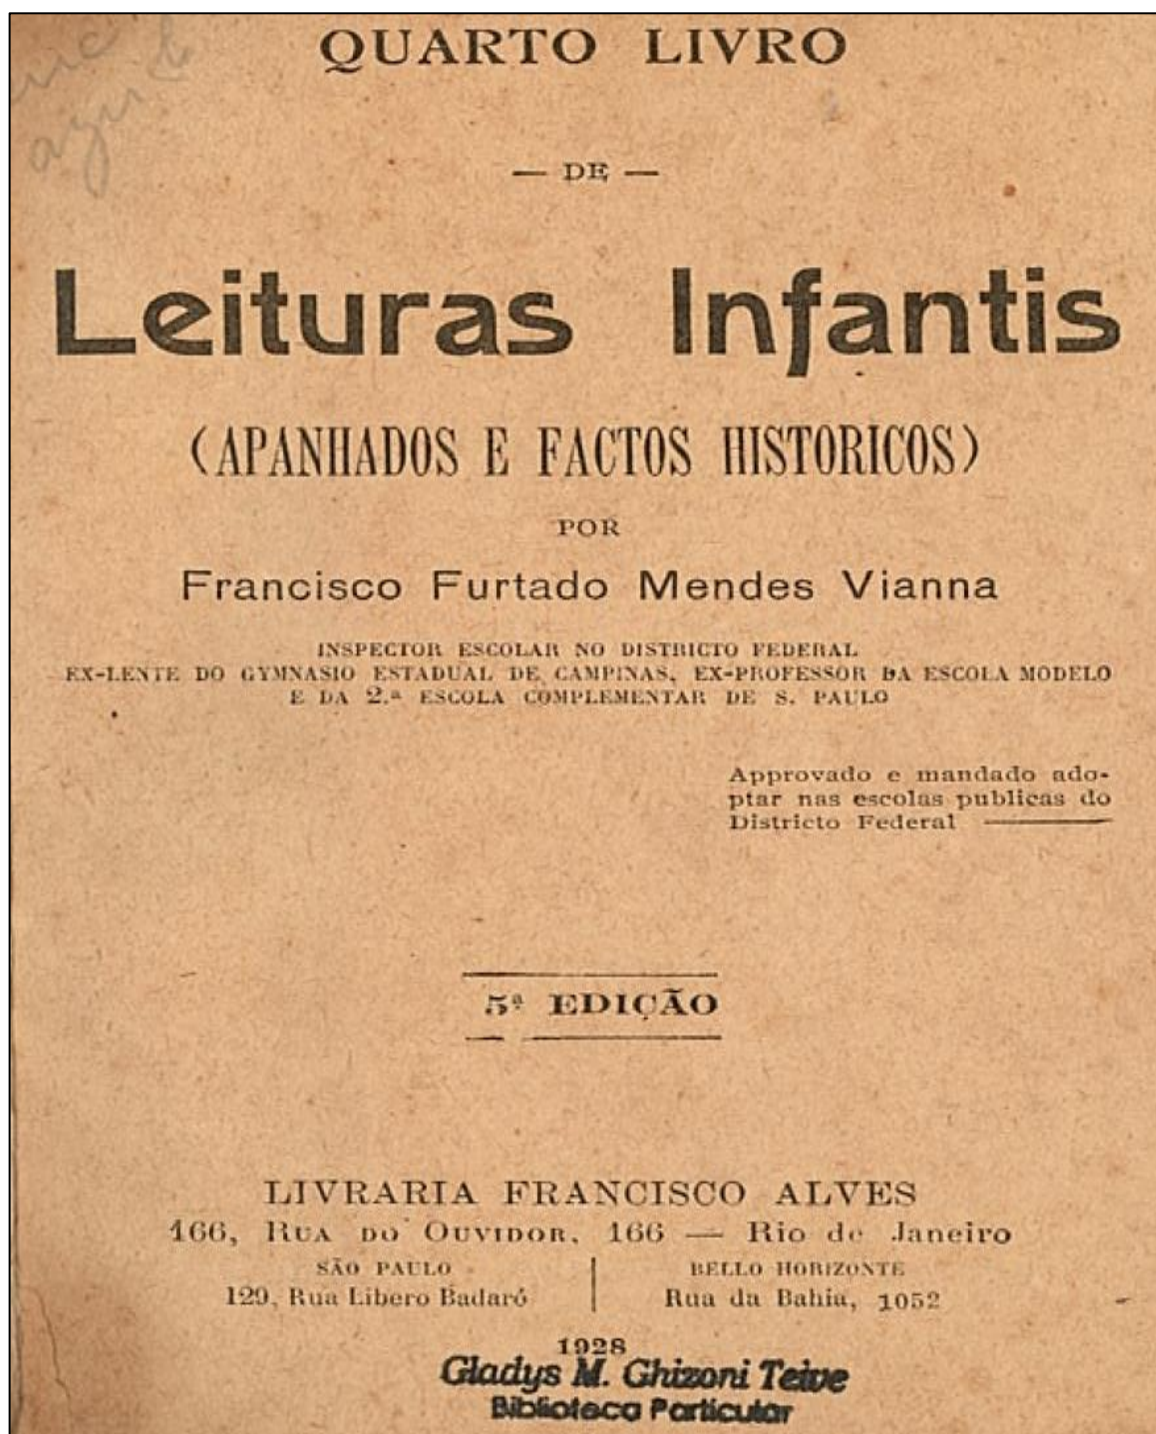 QUARTO LIVRO
— DE —
Leituras Infantis
(APANHADOS E FACTOS HISTORICOS)
POR
Francisco Furtado Mendes Vianna
INSPECTOR ESCOLAR NO DISTRICTO FEDERAL
EX-LENTE DO GYMNASIO ESTADUAL DE CAMPINAS, EX-PROFESSOR DA ESCOLA MODELO
E DA 2.ª ESCOLA COMPLEMENTAR DE S. PAULO
Approvado e mandado ado-
ptar nas escolas publicas do
Districto Federal —
5ª EDIÇÃO
LIVRARIA FRANCISCO ALVES
166, RUA DO OUVIDOR, 166 — Rio de Janeiro
SÃO PAULO
129, Rua Libero Badaró
BELLO HORIZONTE
Rua da Bahia, 1052
1928
Gladys M. Ghizoni Teive
Biblioteca Particular